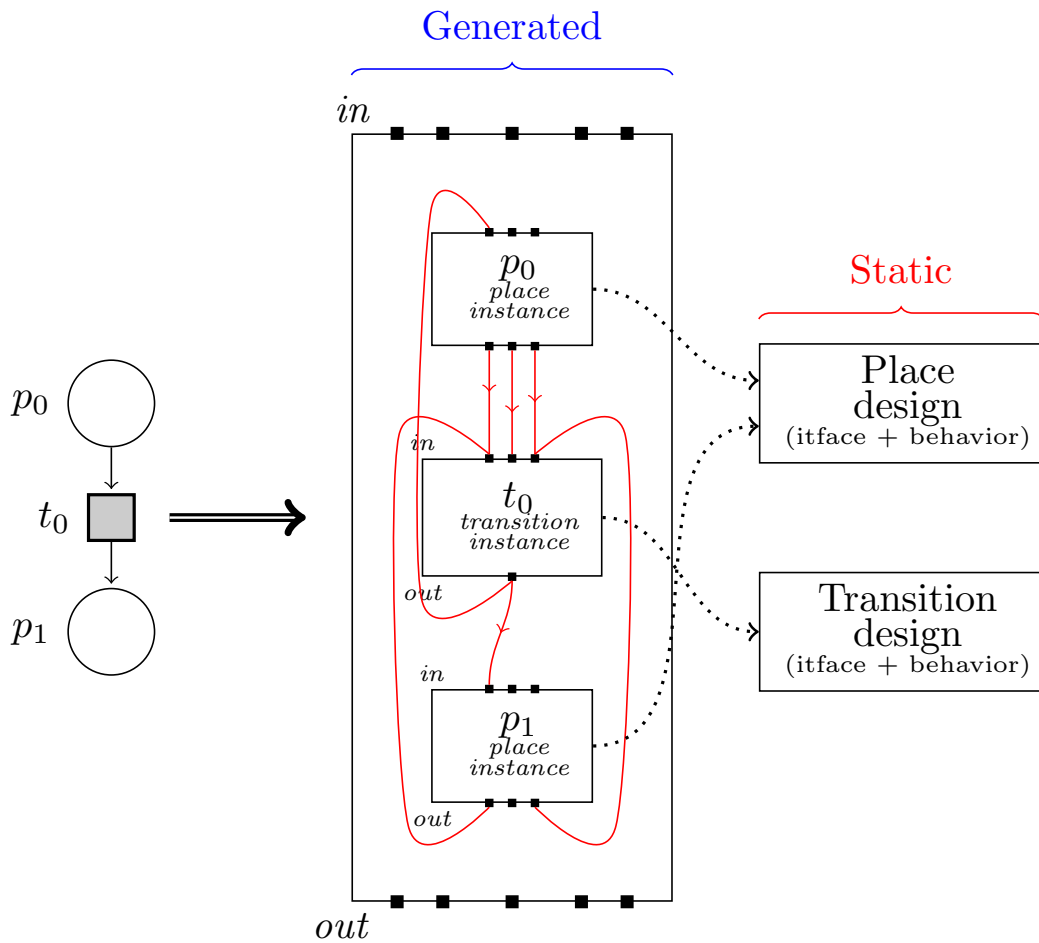 Generated
in
p₀
place
instance
Static
Place
design
(itface + behavior)
p₀
in
t₀
t₀
transition
instance
out
Transition
design
(itface + behavior)
p₁
in
p₁
place
instance
out
out